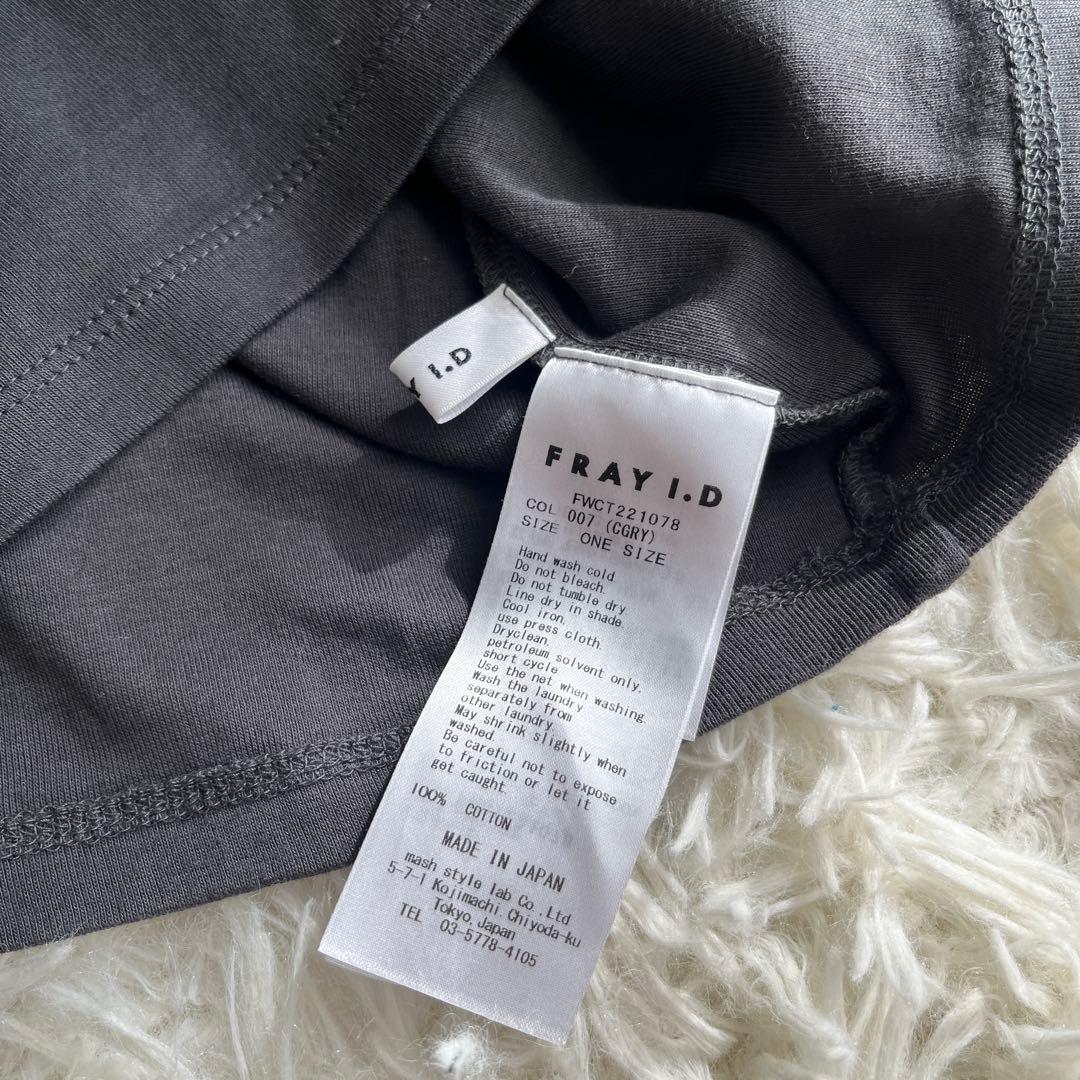 Y I.D
FRAY I.D
FWCT221078
COL 007 (CGRY)
SIZE ONE SIZE
Hand wash cold
Do not bleach.
Do not tumble dry.
Line dry in shade.
Cool iron,
use press cloth.
Dryclean,
petroleum solvent only,
short cycle
Use the net when washing.
Wash the laundry
separately from
other laundry.
May shrink slightly when
washed.
Be careful not to expose
to friction or let it
get caught.
100% COTTON
MADE IN JAPAN
mash style lab Co.,Ltd
5-7-1 Kojimachi,Chiyoda-ku
Tokyo,Japan
TEL 03-5778-4105